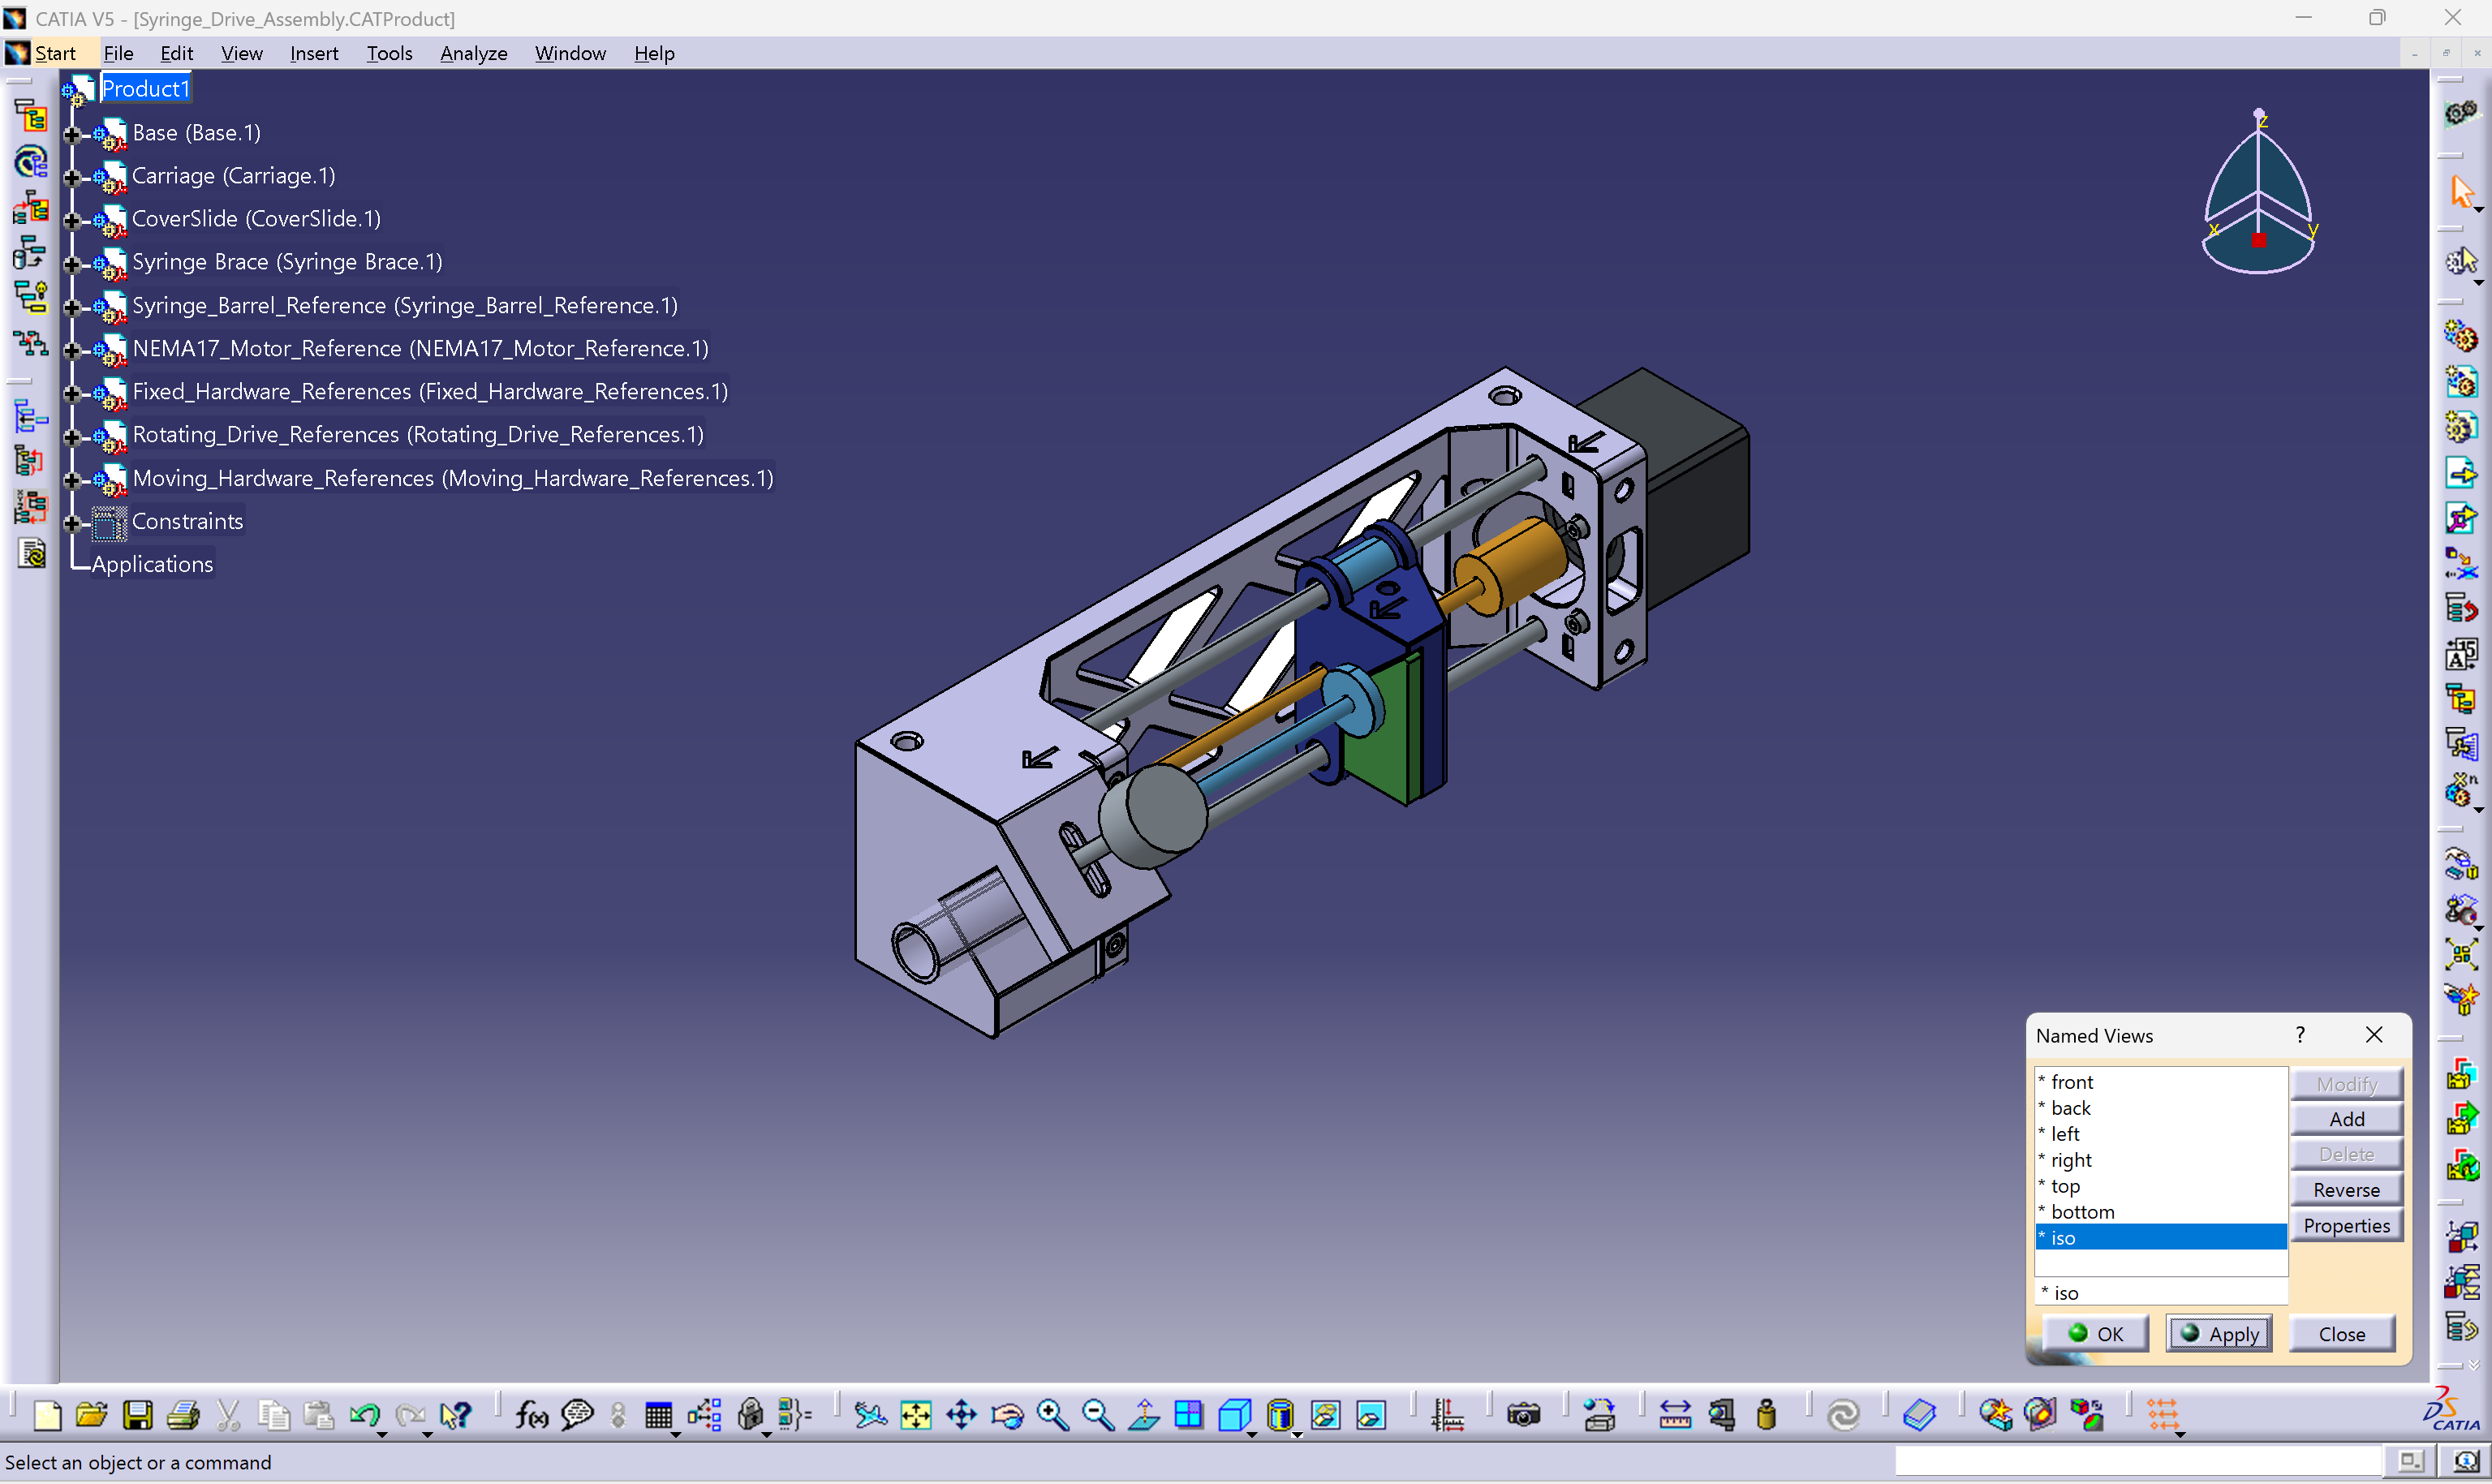 CATIA V5 - [Syringe_Drive_Assembly.CATProduct]
Start File Edit View Insert Tools Analyze Window Help
Product1
Base (Base.1)
Carriage (Carriage.1)
CoverSlide (CoverSlide.1)
Syringe Brace (Syringe Brace.1)
Syringe_Barrel_Reference (Syringe_Barrel_Reference.1)
NEMA17_Motor_Reference (NEMA17_Motor_Reference.1)
Fixed_Hardware_References (Fixed_Hardware_References.1)
Rotating_Drive_References (Rotating_Drive_References.1)
Moving_Hardware_References (Moving_Hardware_References.1)
Constraints
Applications
z
x
y
Named Views ?
* front
* back
* left
* right
* top
* bottom
* iso
* iso
Modify
Add
Delete
Reverse
Properties
OK
Apply
Close
f(x)
CATIA
Select an object or a command